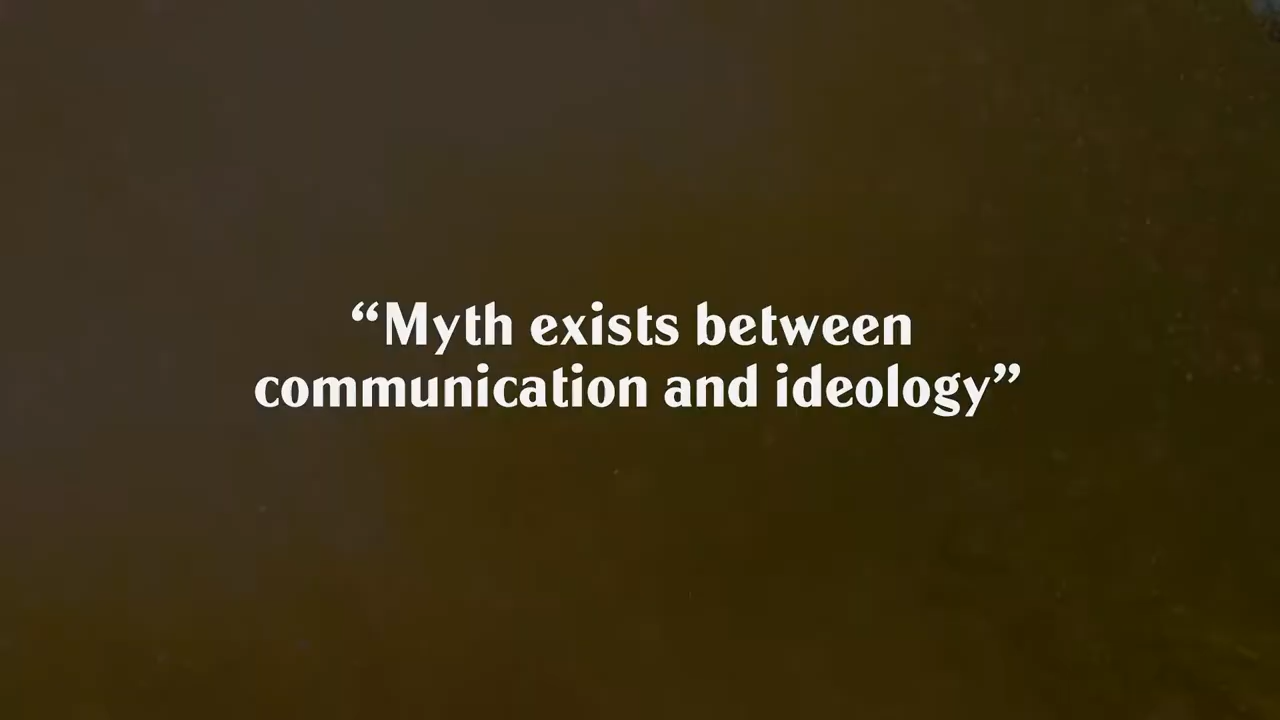 “Myth exists between
communication and ideology”